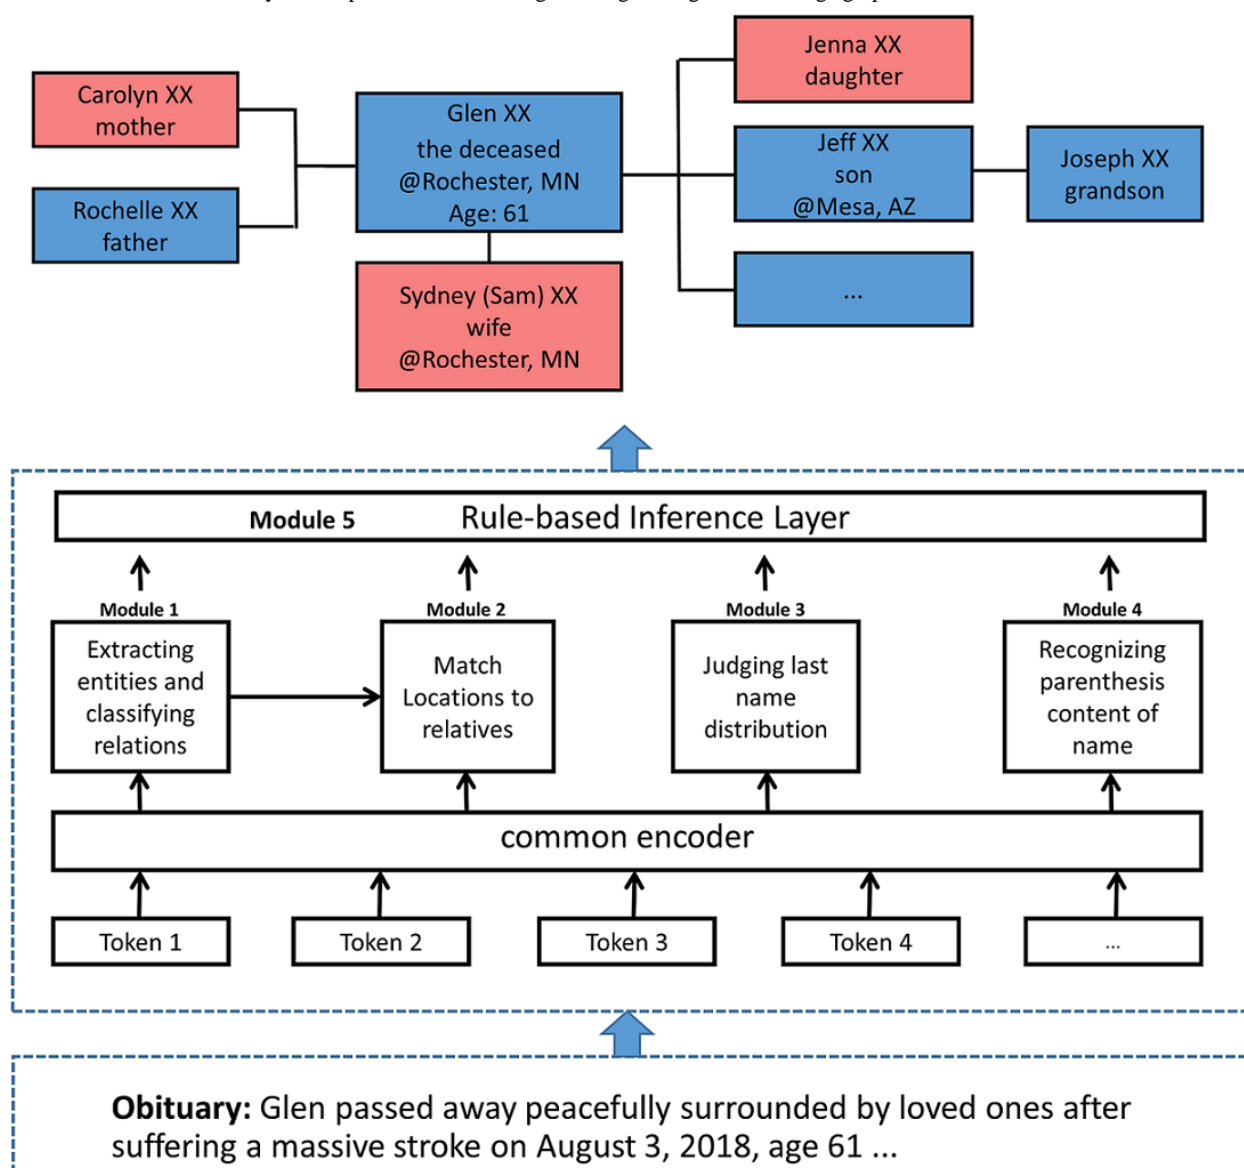 Carolyn XX
mother
Rochelle XX
father
Glen XX
the deceased
@Rochester, MN
Age: 61
Sydney (Sam) XX
wife
@Rochester, MN
Jenna XX
daughter
Jeff XX
son
@Mesa, AZ
...
Joseph XX
grandson
Module 5 Rule-based Inference Layer
Module 1
Extracting
entities and
classifying
relations
Module 2
Match
Locations to
relatives
Module 3
Judging last
name
distribution
Module 4
Recognizing
parenthesis
content of
name
common encoder
Token 1
Token 2
Token 3
Token 4
...
Obituary: Glen passed away peacefully surrounded by loved ones after
suffering a massive stroke on August 3, 2018, age 61 ...